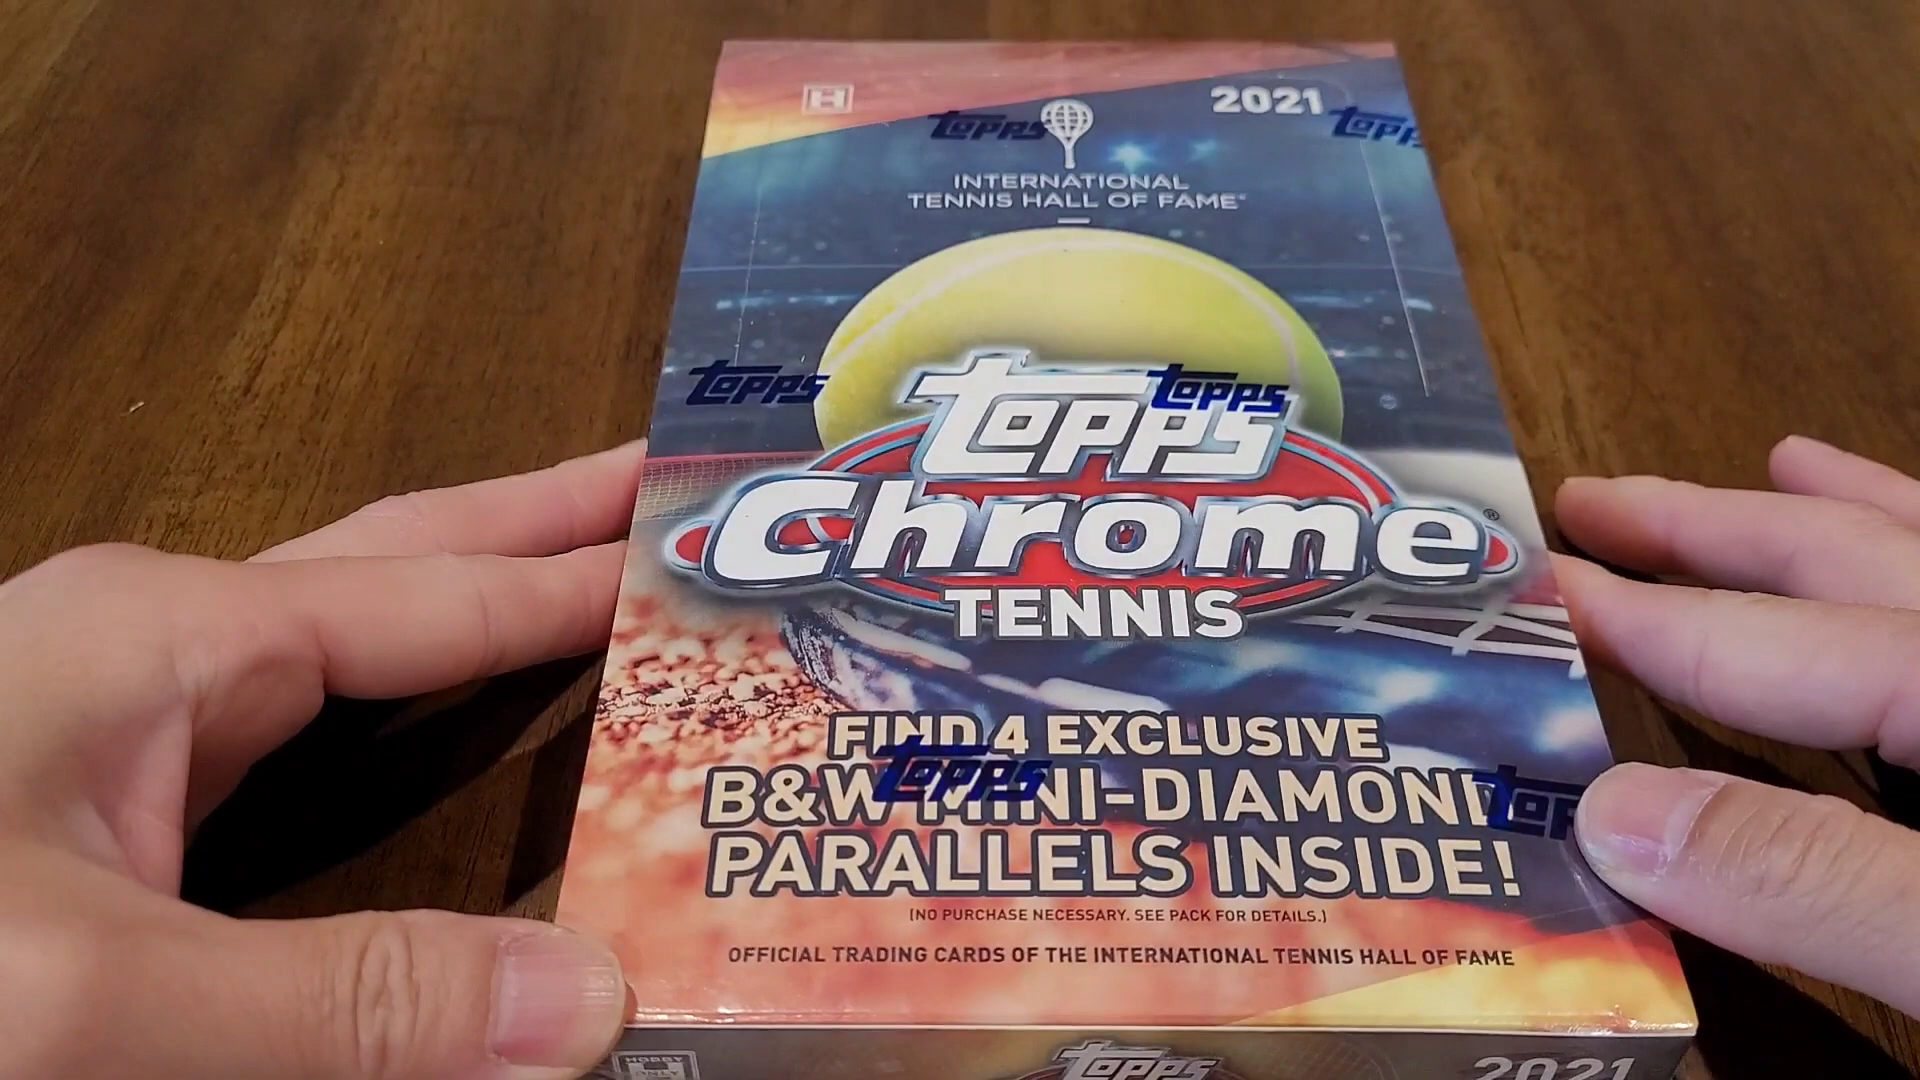 H
2021
topps
topps
INTERNATIONAL
TENNIS HALL OF FAME
topps
topps
topps
Chrome®
TENNIS
FIND 4 EXCLUSIVE
B&W MINI-DIAMOND
topps
PARALLELS INSIDE!
(NO PURCHASE NECESSARY. SEE PACK FOR DETAILS.)
OFFICIAL TRADING CARDS OF THE INTERNATIONAL TENNIS HALL OF FAME
HOBBY
H
topps
2021